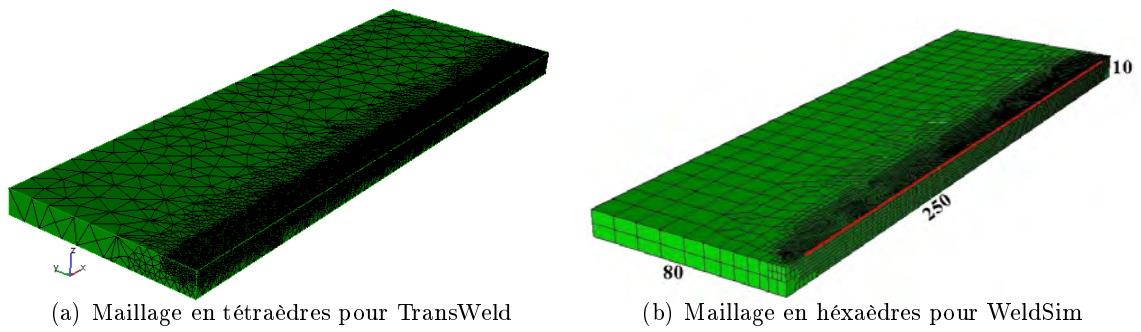 10
250
80
z
y x
(a) Maillage en tétraèdres pour TransWeld
(b) Maillage en héxaèdres pour WeldSim